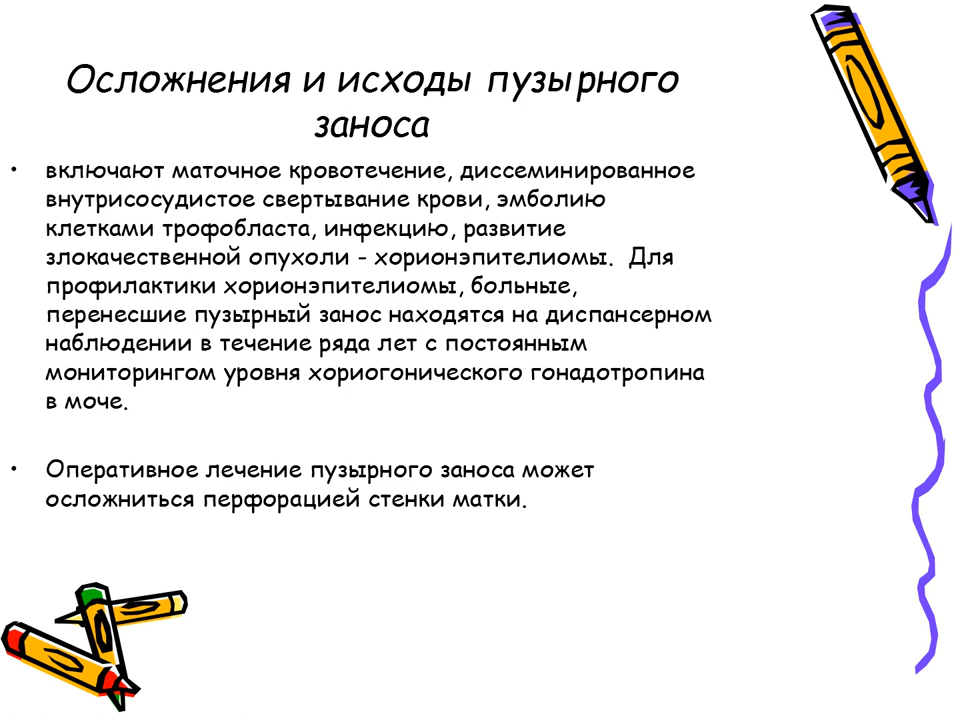 Осложнения и исходы пузырного
заноса
• включают маточное кровотечение, диссеминированное
внутрисосудистое свертывание крови, эмболию
клетками трофобласта, инфекцию, развитие
злокачественной опухоли - хорионэпителиомы. Для
профилактики хорионэпителиомы, больные,
перенесшие пузырный занос находятся на диспансерном
наблюдении в течение ряда лет с постоянным
мониторингом уровня хориогонического гонадотропина
в моче.
• Оперативное лечение пузырного заноса может
осложниться перфорацией стенки матки.